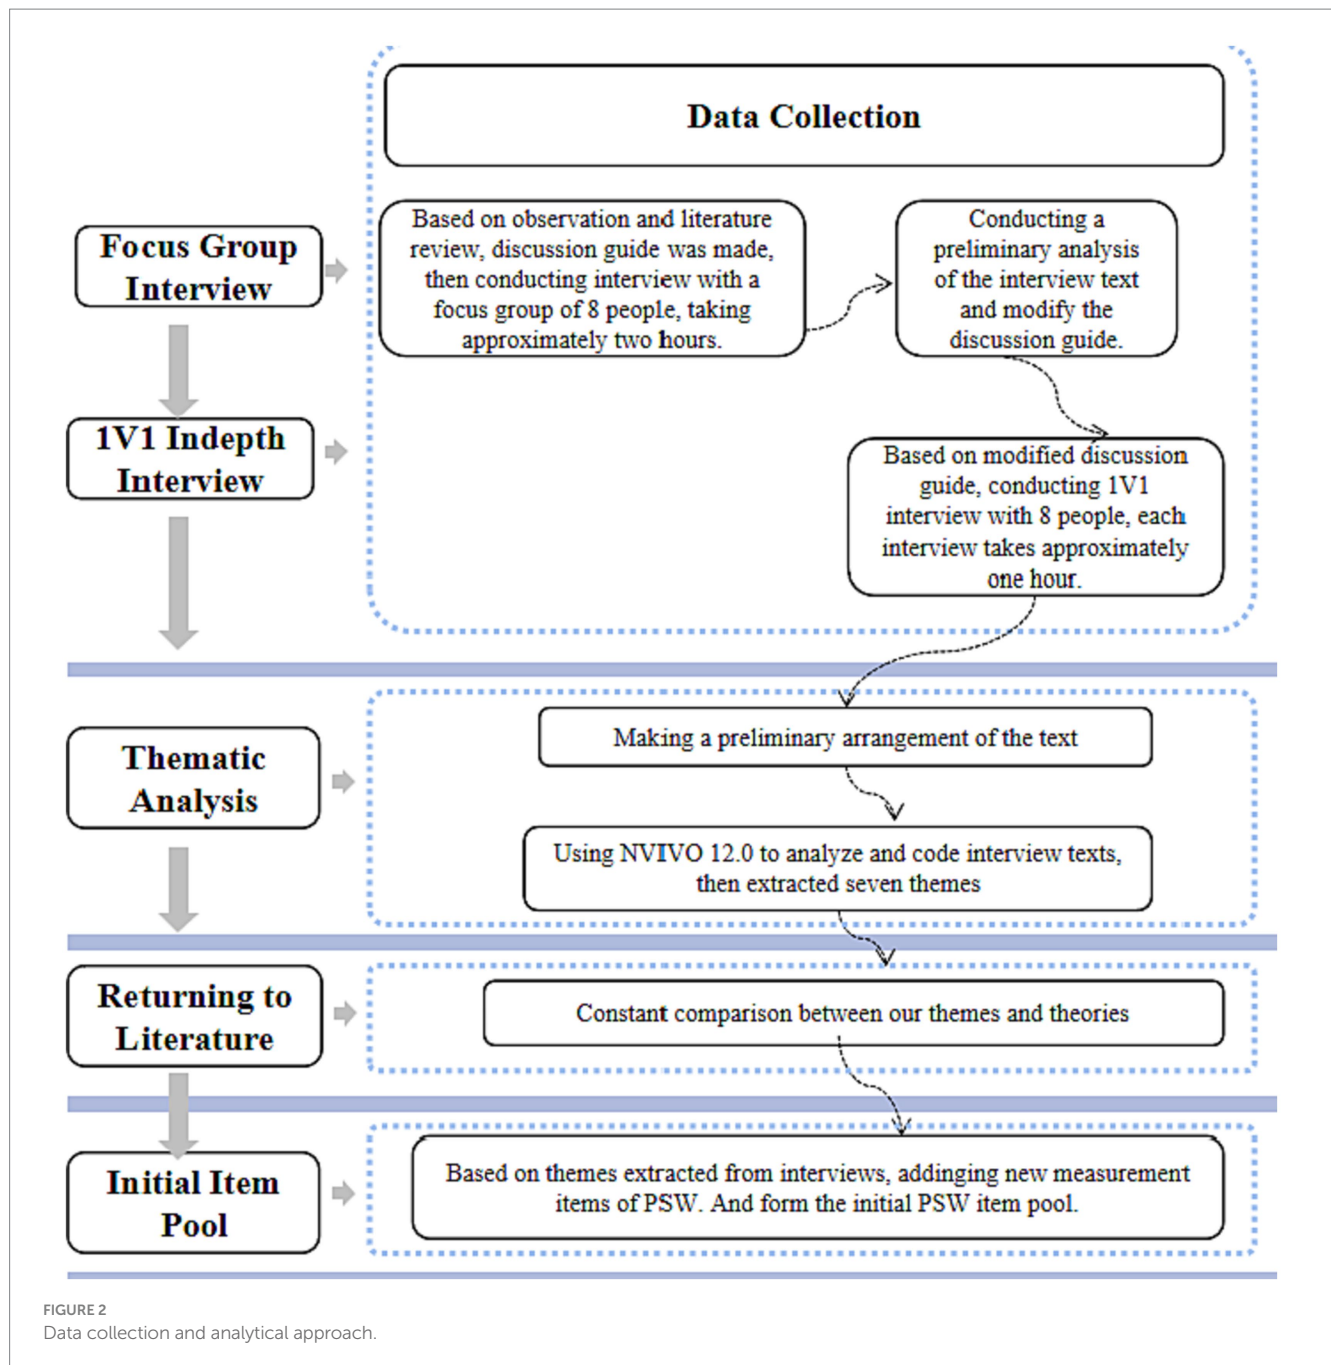 Data Collection
Focus Group
Interview
Based on observation and literature
review, discussion guide was made,
then conducting interview with a
focus group of 8 people, taking
approximately two hours.
Conducting a
preliminary analysis
of the interview text
and modify the
discussion guide.
1V1 Indepth
Interview
Based on modified discussion
guide, conducting 1V1
interview with 8 people, each
interview takes approximately
one hour.
Thematic
Analysis
Making a preliminary arrangement of the text
Using NVIVO 12.0 to analyze and code interview texts,
then extracted seven themes
Returning to
Literature
Constant comparison between our themes and theories
Initial Item
Pool
Based on themes extracted from interviews, addinging new measurement
items of PSW. And form the initial PSW item pool.
FIGURE 2
Data collection and analytical approach.